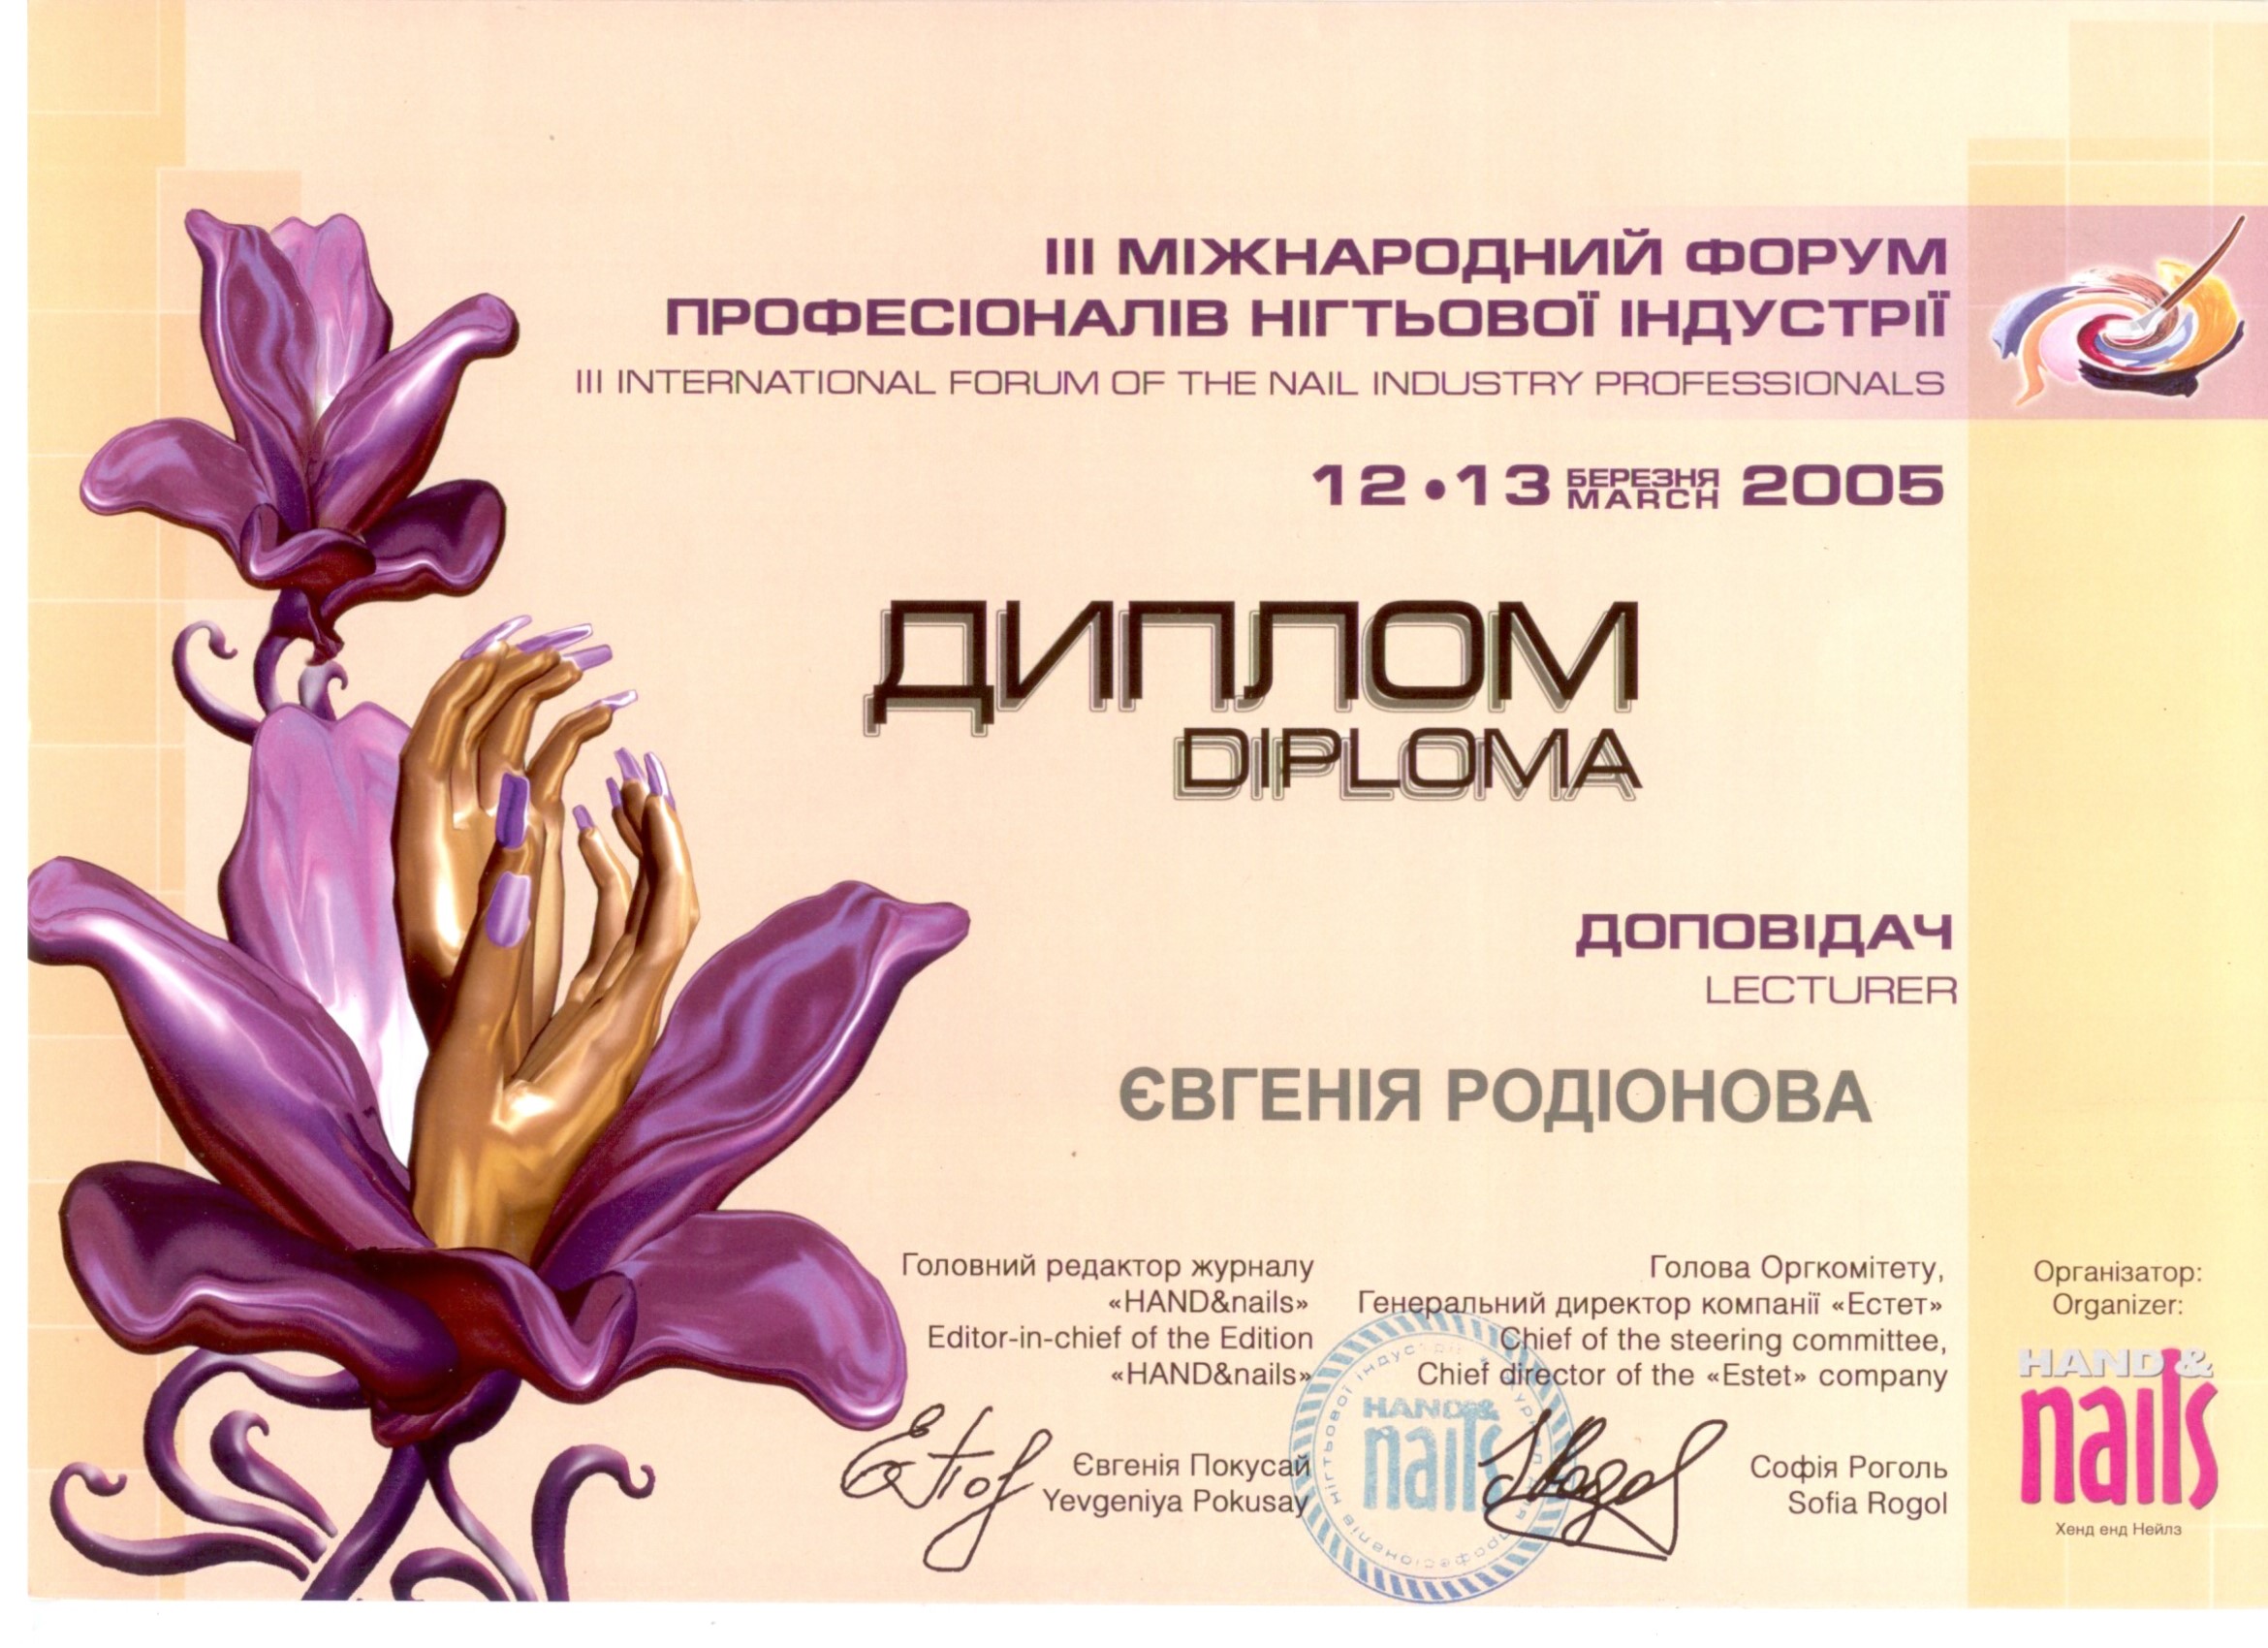 III МІЖНАРОДНИЙ ФОРУМ
ПРОФЕСІОНАЛІВ НІГТЬОВОЇ ІНДУСТРІЇ
III INTERNATIONAL FORUM OF THE NAIL INDUSTRY PROFESSIONALS
12•13 БЕРЕЗНЯ 2005
MARCH
ДИПЛОМ
DIPLOMA
ДОПОВІДАЧ
LECTURER
ЄВГЕНІЯ РОДІОНОВА
Головний редактор журналу
«HAND&nails»
Editor-in-chief of the Edition
«HAND&nails»
Євгенія Покусай
Yevgeniya Pokusay
Голова Оргкомітету,
Генеральний директор компанії «Естет»
Chief of the steering committee,
Chief director of the «Estet» company
Софія Роголь
Sofia Rogol
HAND&
nails
нігтьової індустрії
професіоналів
Організатор:
Organizer:
HAND&
nails
Хенд енд Нейлз